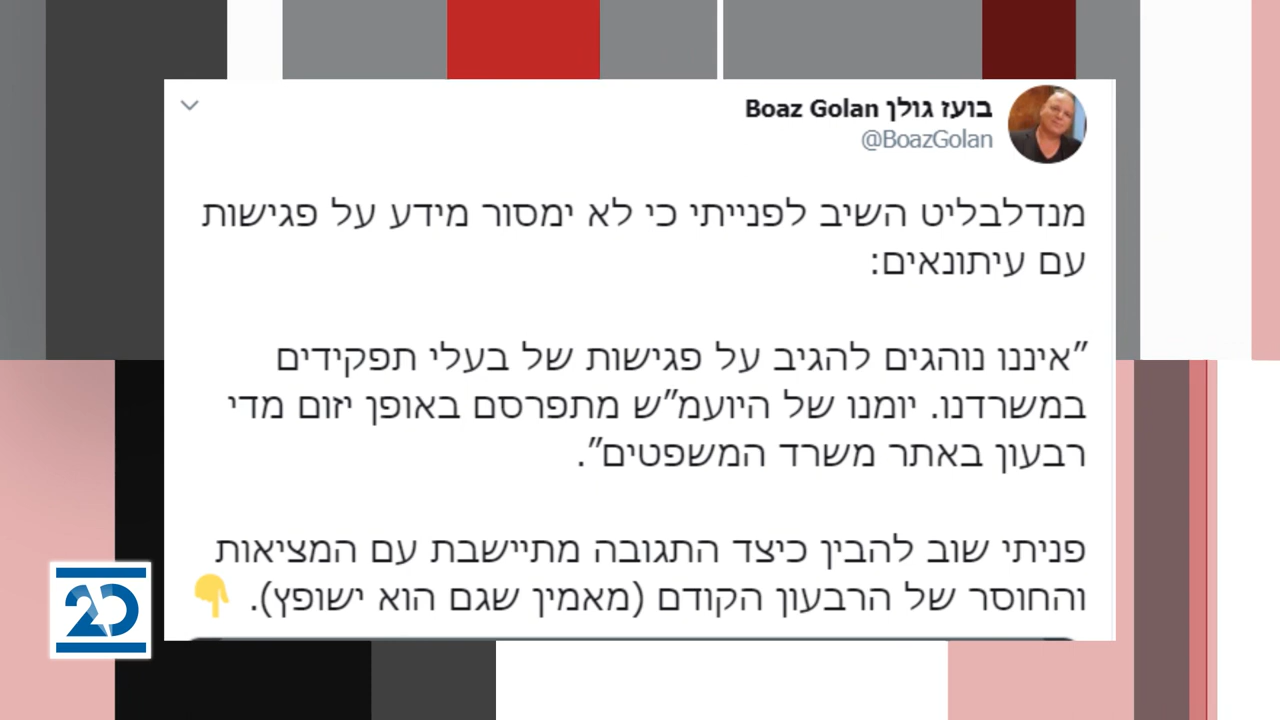 בועז גולן Boaz Golan
@BoazGolan
מנדלבליט השיב לפנייתי כי לא ימסור מידע על פגישות
עם עיתונאים:
"איננו נוהגים להגיב על פגישות של בעלי תפקידים
במשרדנו. יומנו של היועמ"ש מתפרסם באופן יזום מדי
רבעון באתר משרד המשפטים".
פניתי שוב להבין כיצד התגובה מתיישבת עם המציאות
והחוסר של הרבעון הקודם (מאמין שגם הוא ישופץ). 👇
20